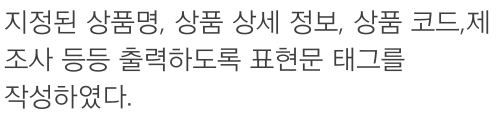 지정된 상품명, 상품 상세 정보, 상품 코드,제
조사 등등 출력하도록 표현문 태그를
작성하였다.